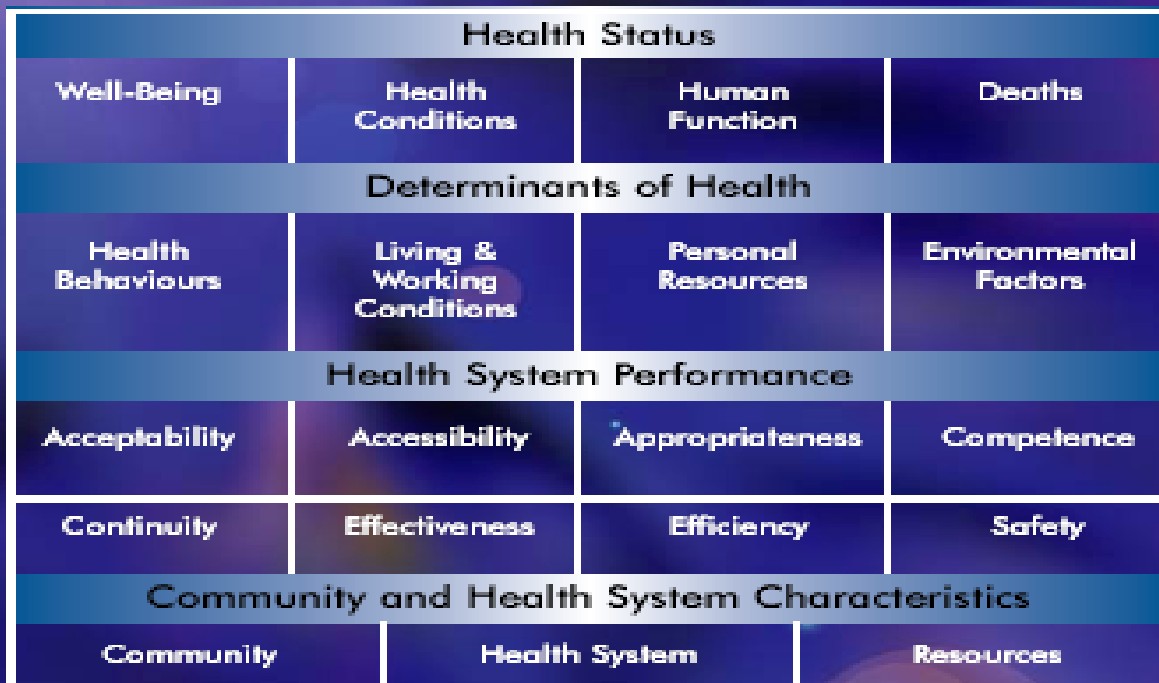 Health Status
Well-Being
Health
Conditions
Human
Function
Deaths
Determinants of Health
Health
Behaviours
Living &
Working
Conditions
Personal
Resources
Environmental
Factors
Health System Performance
Acceptability
Accessibility
Appropriateness
Competence
Continuity
Effectiveness
Efficiency
Safety
Community and Health System Characteristics
Community
Health System
Resources